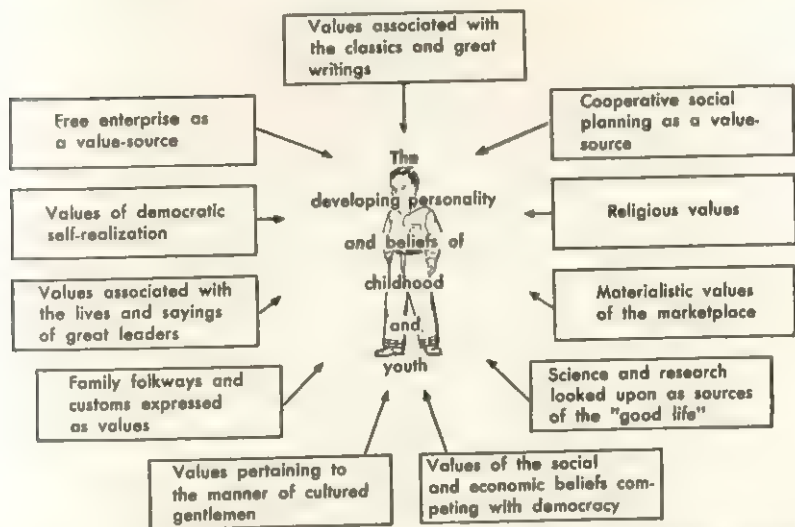 Values associated with
the classics and great
writings
Free enterprise as
a value-source
Cooperative social
planning as a value-
source
The
developing personality
and beliefs of
childhood
and
youth
Values of democratic
self-realization
Religious values
Values associated with
the lives and sayings
of great leaders
Materialistic values
of the marketplace
Family folkways and
customs expressed
as values
Science and research
looked upon as sources
of the "good life"
Values pertaining to
the manner of cultured
gentlemen
Values of the social
and economic beliefs com-
peting with democracy